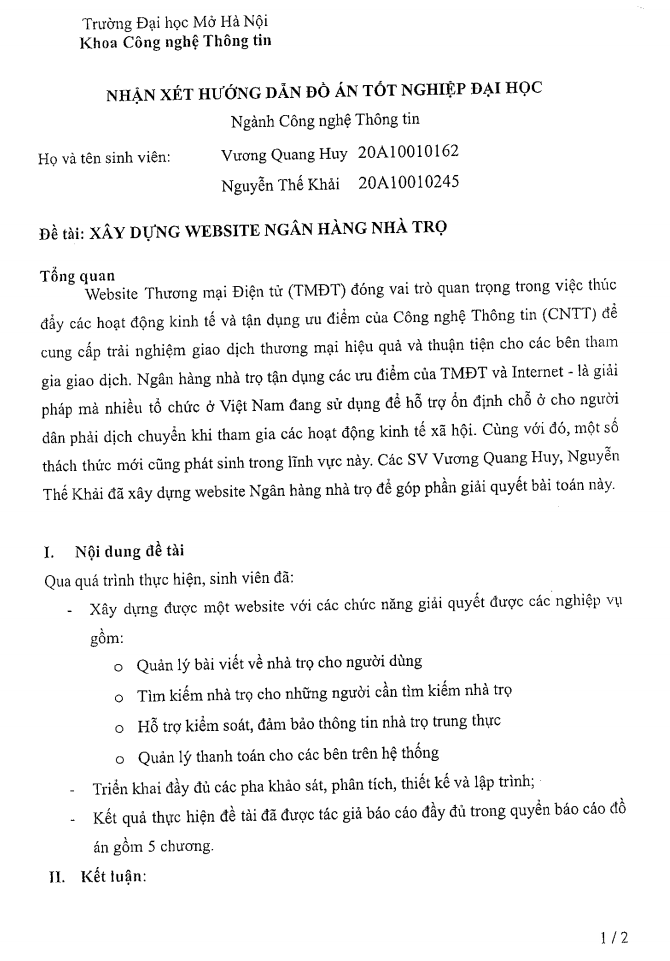 Trường Đại học Mở Hà Nội
Khoa Công nghệ Thông tin
NHẬN XÉT HƯỚNG DẪN ĐỒ ÁN TỐT NGHIỆP ĐẠI HỌC
Ngành Công nghệ Thông tin
Họ và tên sinh viên: Vương Quang Huy 20A10010162
Nguyễn Thế Khải 20A10010245
Đề tài: XÂY DỰNG WEBSITE NGÂN HÀNG NHÀ TRỌ
Tổng quan
Website Thương mại Điện tử (TMĐT) đóng vai trò quan trọng trong việc thúc
đẩy các hoạt động kinh tế và tận dụng ưu điểm của Công nghệ Thông tin (CNTT) để
cung cấp trải nghiệm giao dịch thương mại hiệu quả và thuận tiện cho các bên tham
gia giao dịch. Ngân hàng nhà trọ tận dụng các ưu điểm của TMĐT và Internet - là giải
pháp mà nhiều tổ chức ở Việt Nam đang sử dụng để hỗ trợ ổn định chỗ ở cho người
dân phải dịch chuyển khi tham gia các hoạt động kinh tế xã hội. Cùng với đó, một số
thách thức mới cũng phát sinh trong lĩnh vực này. Các SV Vương Quang Huy, Nguyễn
Thế Khải đã xây dựng website Ngân hàng nhà trọ để góp phần giải quyết bài toán này.
I. Nội dung đề tài
Qua quá trình thực hiện, sinh viên đã:
- Xây dựng được một website với các chức năng giải quyết được các nghiệp vụ
gồm:
o Quản lý bài viết về nhà trọ cho người dùng
o Tìm kiếm nhà trọ cho những người cần tìm kiếm nhà trọ
o Hỗ trợ kiểm soát, đảm bảo thông tin nhà trọ trung thực
o Quản lý thanh toán cho các bên trên hệ thống
- Triển khai đầy đủ các pha khảo sát, phân tích, thiết kế và lập trình;
- Kết quả thực hiện đề tài đã được tác giả báo cáo đầy đủ trong quyển báo cáo đồ
án gồm 5 chương.
II. Kết luận:
1 / 2